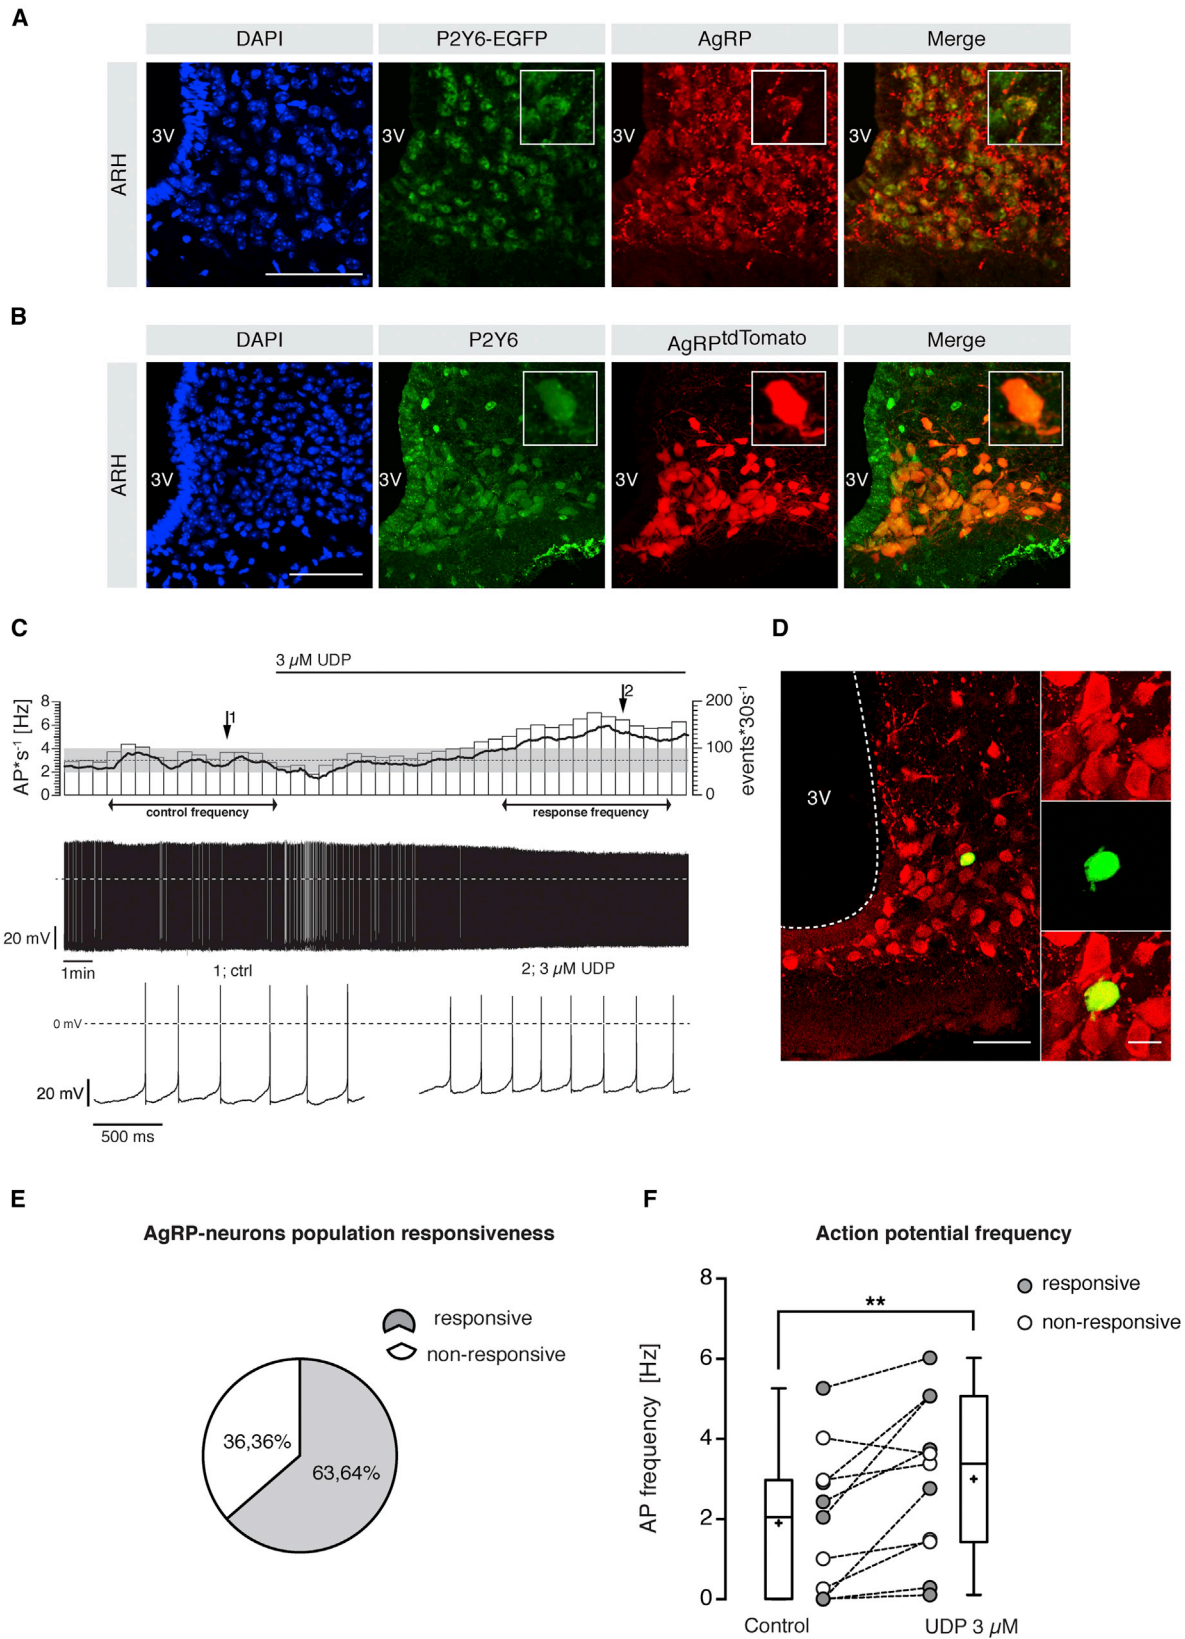 A
DAPI P2Y6-EGFP AgRP Merge
ARH 3V 3V
B
DAPI P2Y6 AgRPtdTomato Merge
ARH 3V 3V 3V 3V
C
3 µM UDP
AP*s-1 [Hz]
8
6
4
2
0
1
2
200
100
0
events*30s-1
control frequency response frequency
20 mV
1min
1; ctrl 2; 3 µM UDP
0 mV
20 mV
500 ms
D
3V
E
AgRP-neurons population responsiveness
responsive
non-responsive
36,36%
63,64%
F
Action potential frequency
AP frequency [Hz]
8
6
4
2
0
**
responsive
non-responsive
Control UDP 3 µM